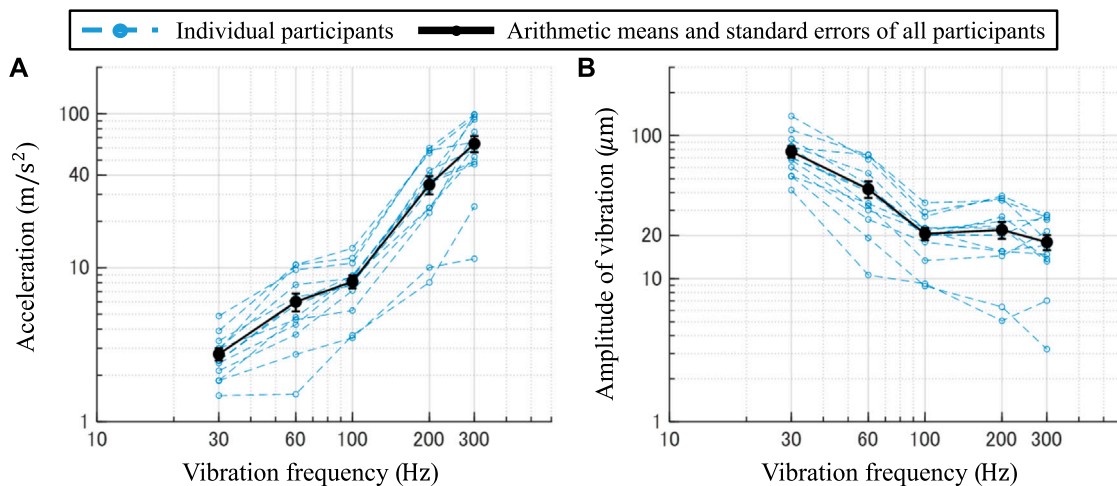 Individual participants
Arithmetic means and standard errors of all participants
A
Acceleration (m/s²)
100
40
10
1
10
30
60
100
200
300
Vibration frequency (Hz)
B
Amplitude of vibration (μm)
100
20
10
1
10
30
60
100
200
300
Vibration frequency (Hz)